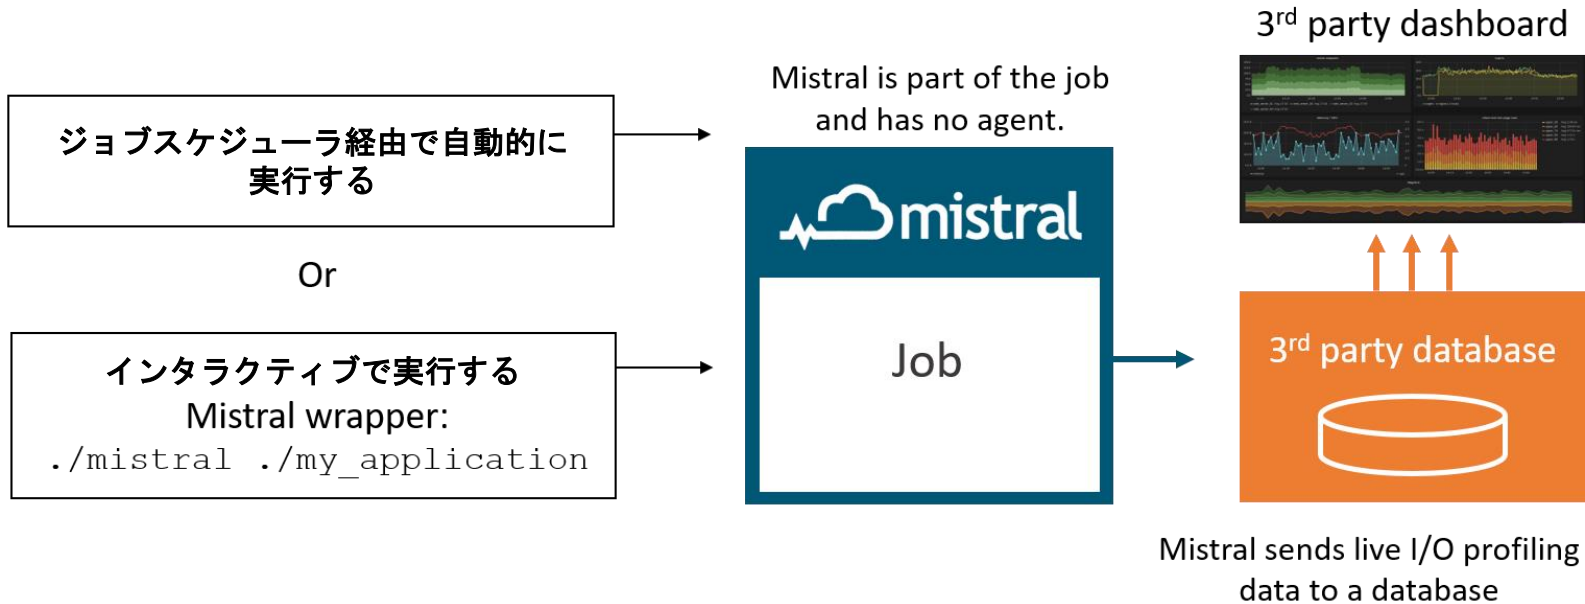 ジョブスケジューラ経由で自動的に
実行する
Or
インタラクティブで実行する
Mistral wrapper:
./mistral ./my_application
Mistral is part of the job
and has no agent.
mistral
Job
3rd party dashboard
3rd party database
Mistral sends live I/O profiling
data to a database